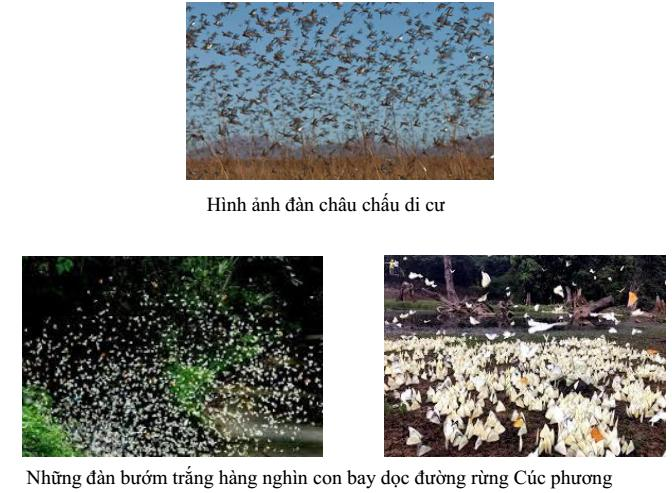 Hình ảnh đàn châu chấu di cư
Những đàn bướm trắng hàng nghìn con bay dọc đường rừng Cúc phương